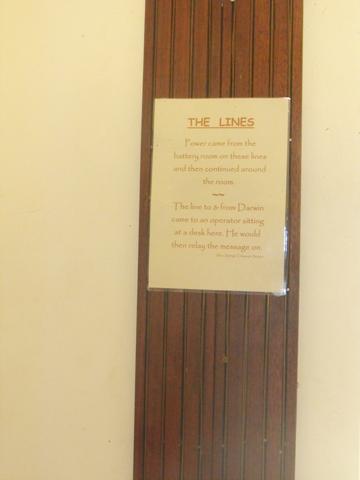 THE LINES
Power came from the
battery room on these lines
and then continued around
the room.
~~
The line to & from Darwin
came to an operator sitting
at a desk here. He would
then relay the message on.